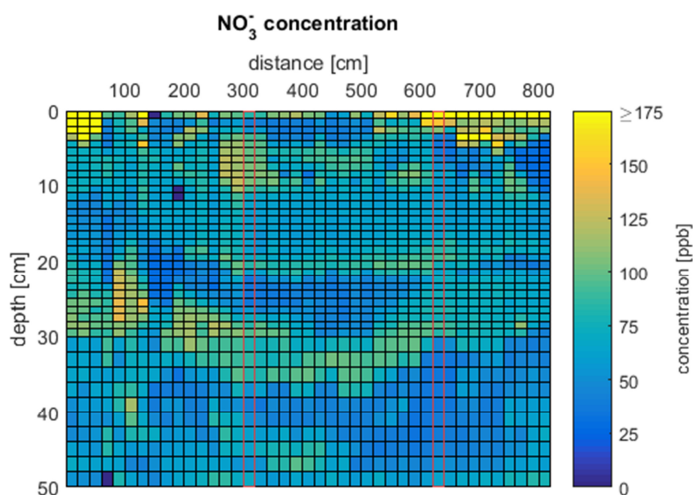 NO₃⁻ concentration
distance [cm]
100 200 300 400 500 600 700 800
0
10
20
30
40
50
depth [cm]
≥175
150
125
100
75
50
25
0
concentration [ppb]